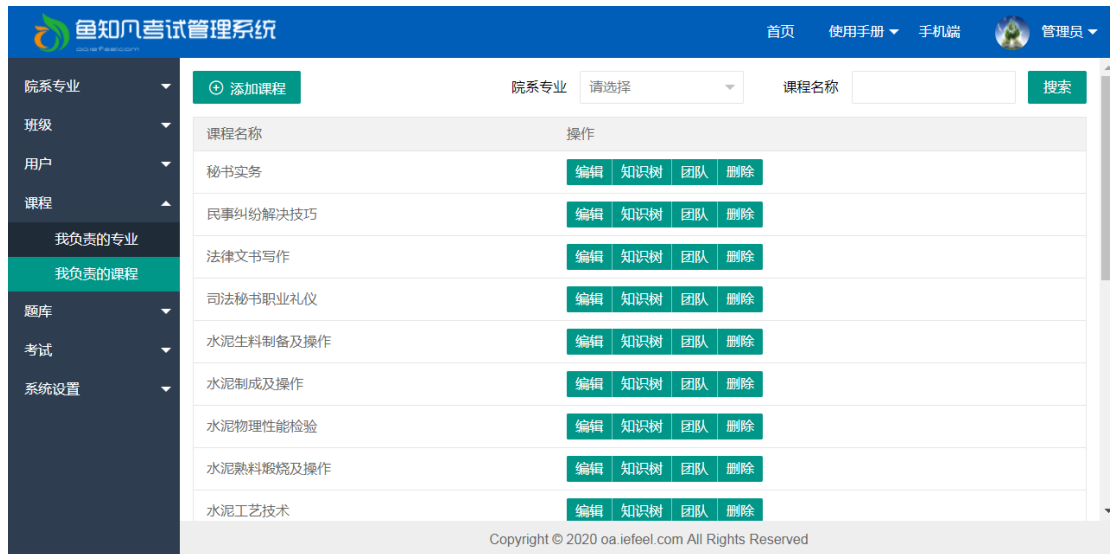 鱼知凡考试管理系统
oa.iefeel.com
首页 使用手册 手机端 管理员
院系专业
班级
用户
课程
我负责的专业
我负责的课程
题库
考试
系统设置
添加课程 院系专业 请选择 课程名称 搜索
课程名称 操作
秘书实务 编辑 知识树 团队 删除
民事纠纷解决技巧 编辑 知识树 团队 删除
法律文书写作 编辑 知识树 团队 删除
司法秘书职业礼仪 编辑 知识树 团队 删除
水泥生料制备及操作 编辑 知识树 团队 删除
水泥制成及操作 编辑 知识树 团队 删除
水泥物理性能检验 编辑 知识树 团队 删除
水泥熟料煅烧及操作 编辑 知识树 团队 删除
水泥工艺技术 编辑 知识树 团队 删除
Copyright © 2020 oa.iefeel.com All Rights Reserved